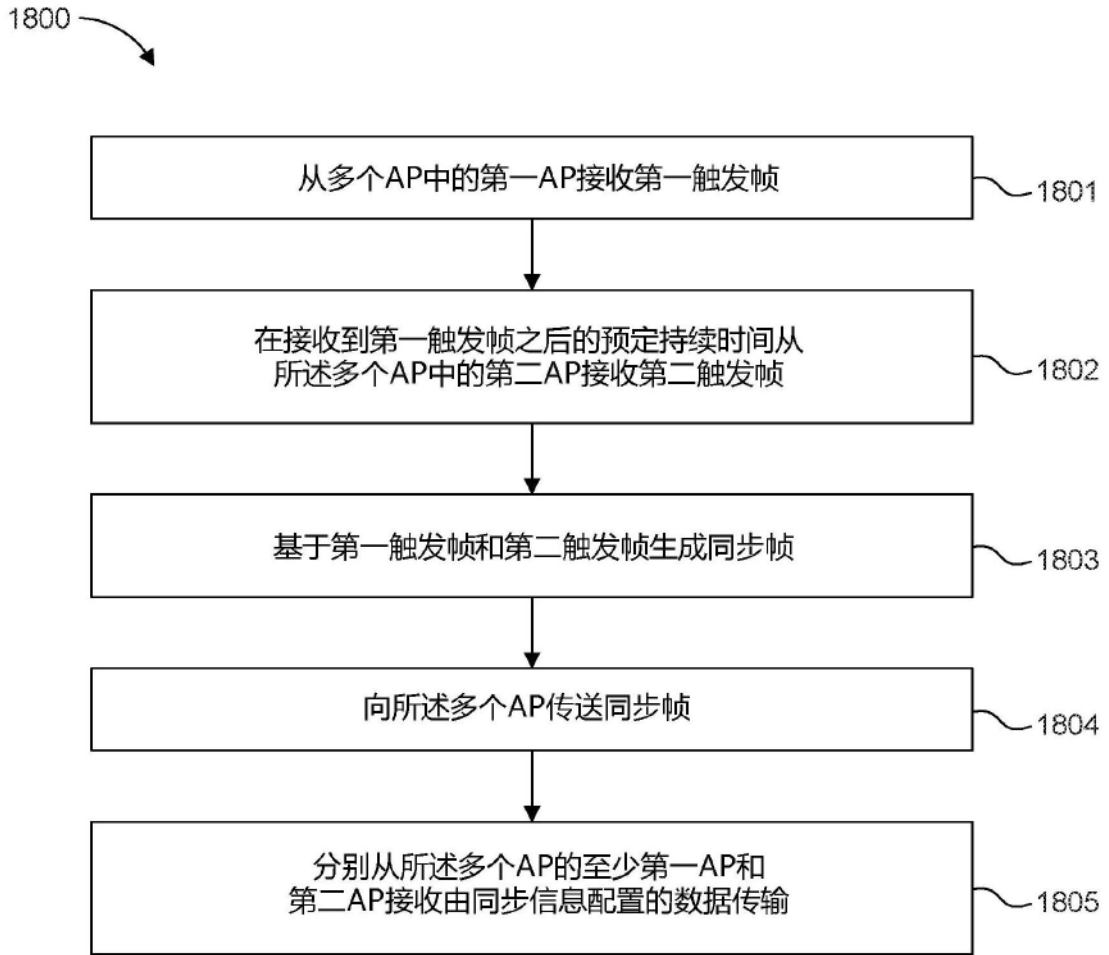 1800
从多个AP中的第一AP接收第一触发帧
1801
在接收到第一触发帧之后的预定持续时间从
所述多个AP中的第二AP接收第二触发帧
1802
基于第一触发帧和第二触发帧生成同步帧
1803
向所述多个AP传送同步帧
1804
分别从所述多个AP的至少第一AP和
第二AP接收由同步信息配置的数据传输
1805